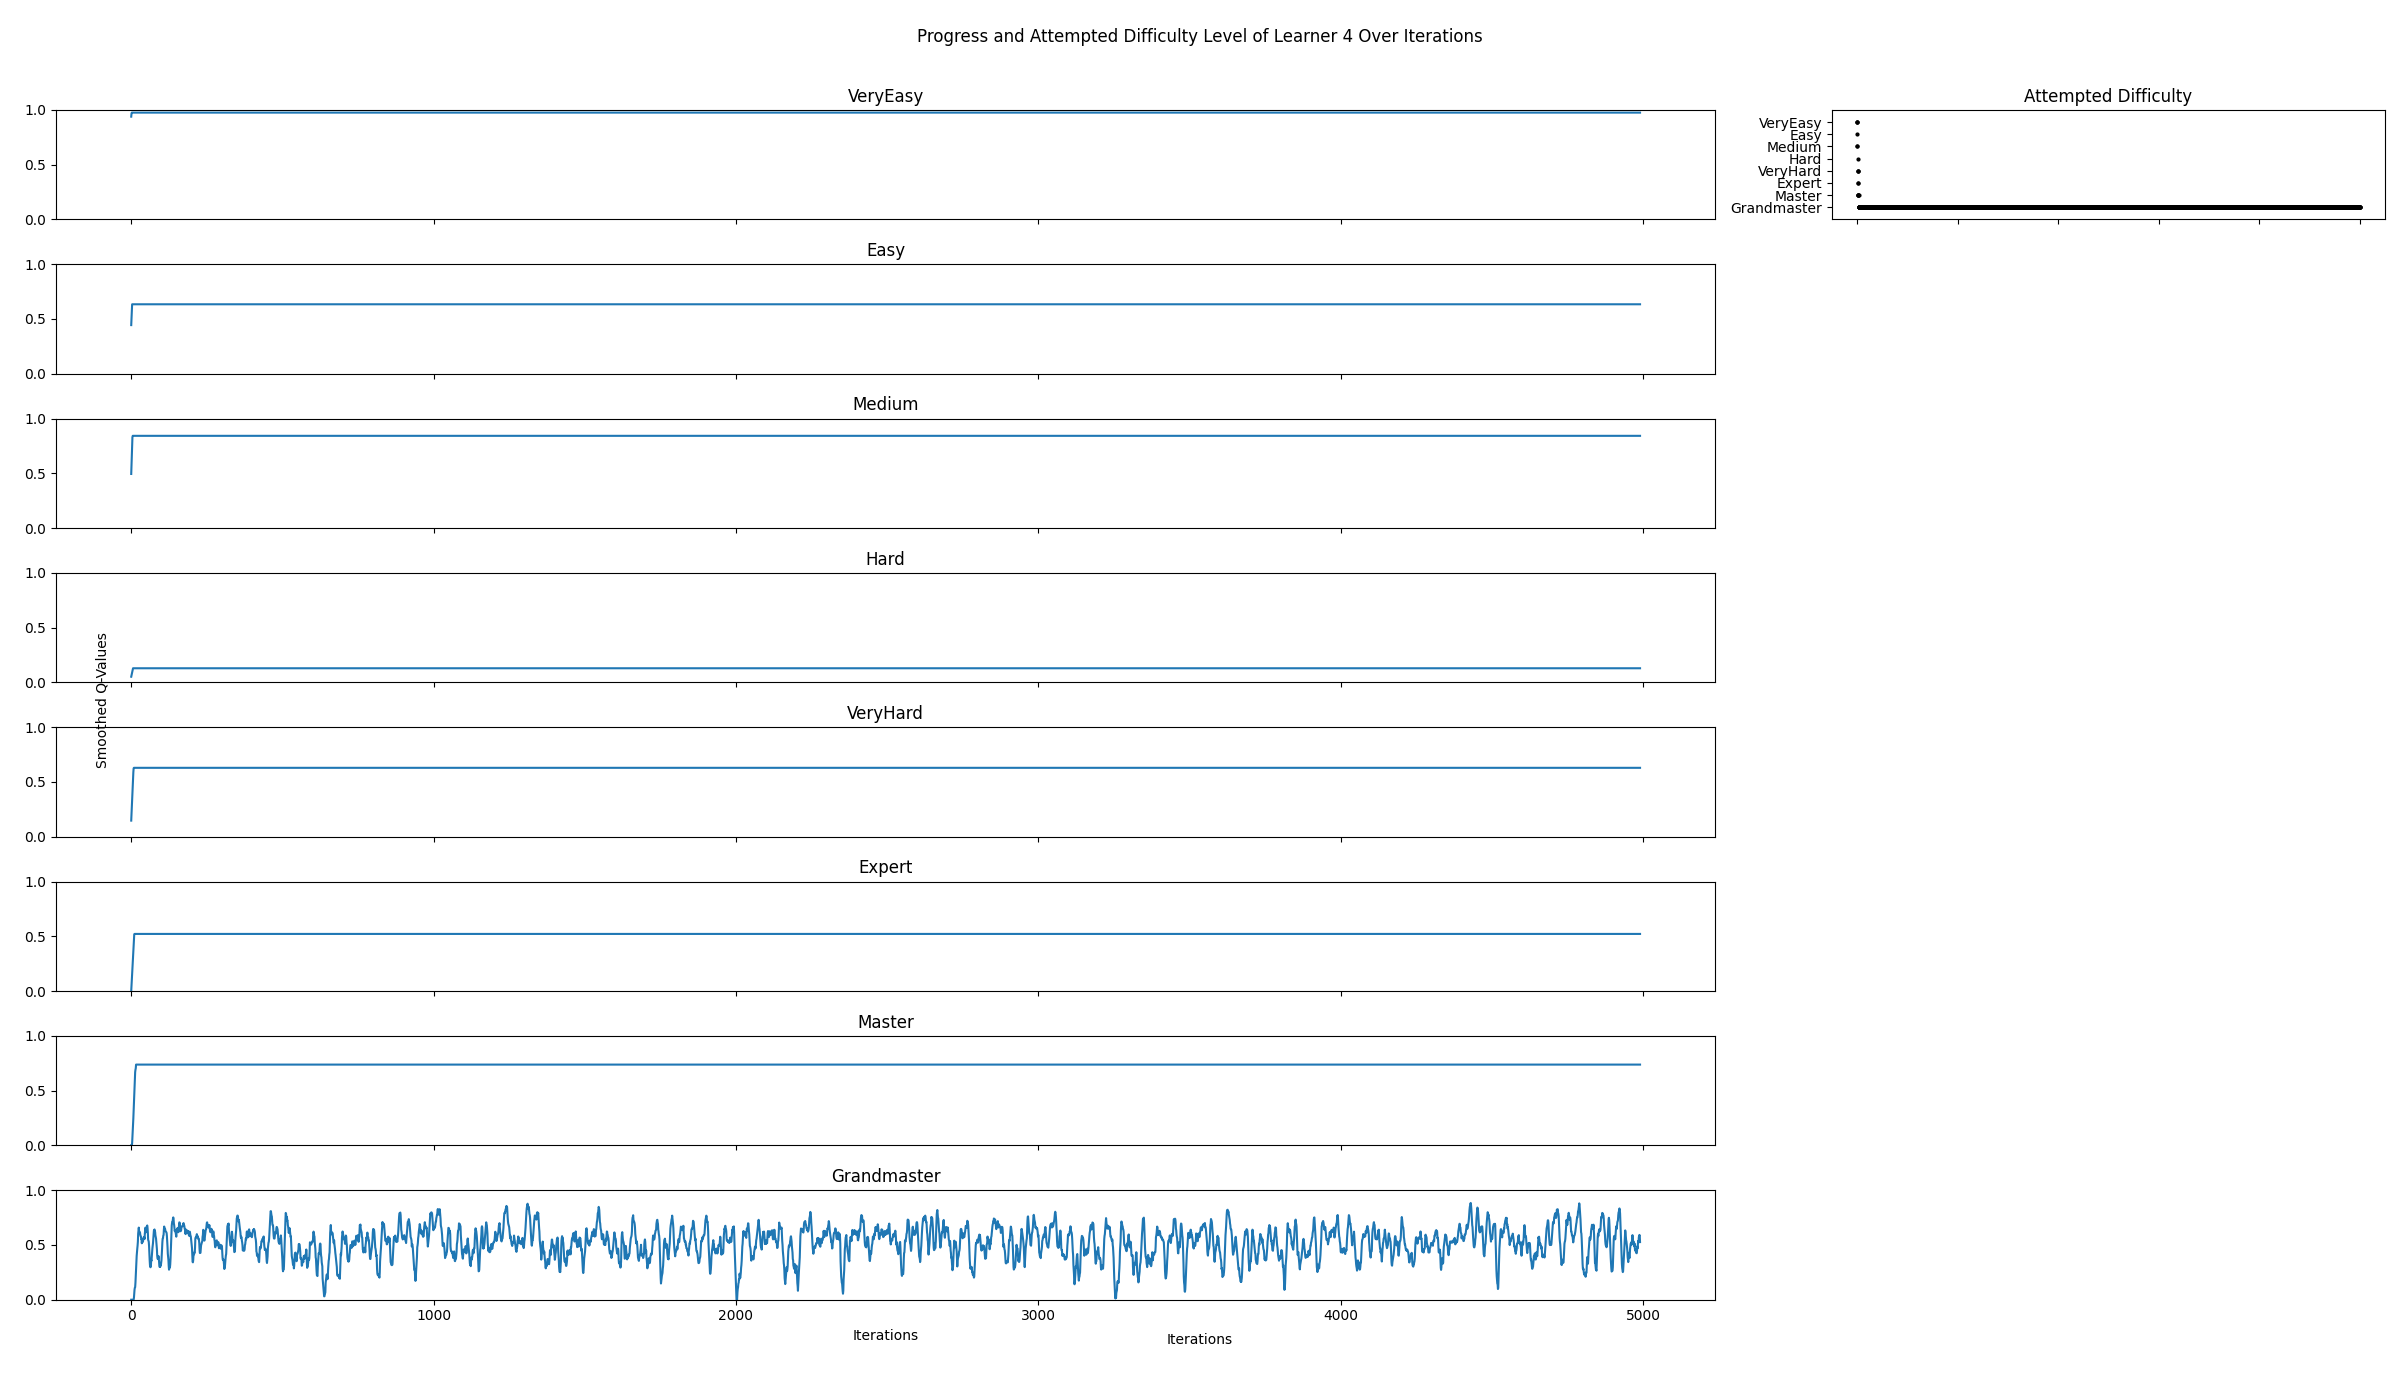 Progress and Attempted Difficulty Level of Learner 4 Over Iterations
VeryEasy
1.0
0.5
0.0
Attempted Difficulty
VeryEasy
Easy
Medium
Hard
VeryHard
Expert
Master
Grandmaster
Easy
1.0
0.5
0.0
Medium
1.0
0.5
0.0
Hard
1.0
0.5
0.0
Smoothed Q-Values
VeryHard
1.0
0.5
0.0
Expert
1.0
0.5
0.0
Master
1.0
0.5
0.0
Grandmaster
1.0
0.5
0.0
0 1000 2000 3000 4000 5000
Iterations
Iterations